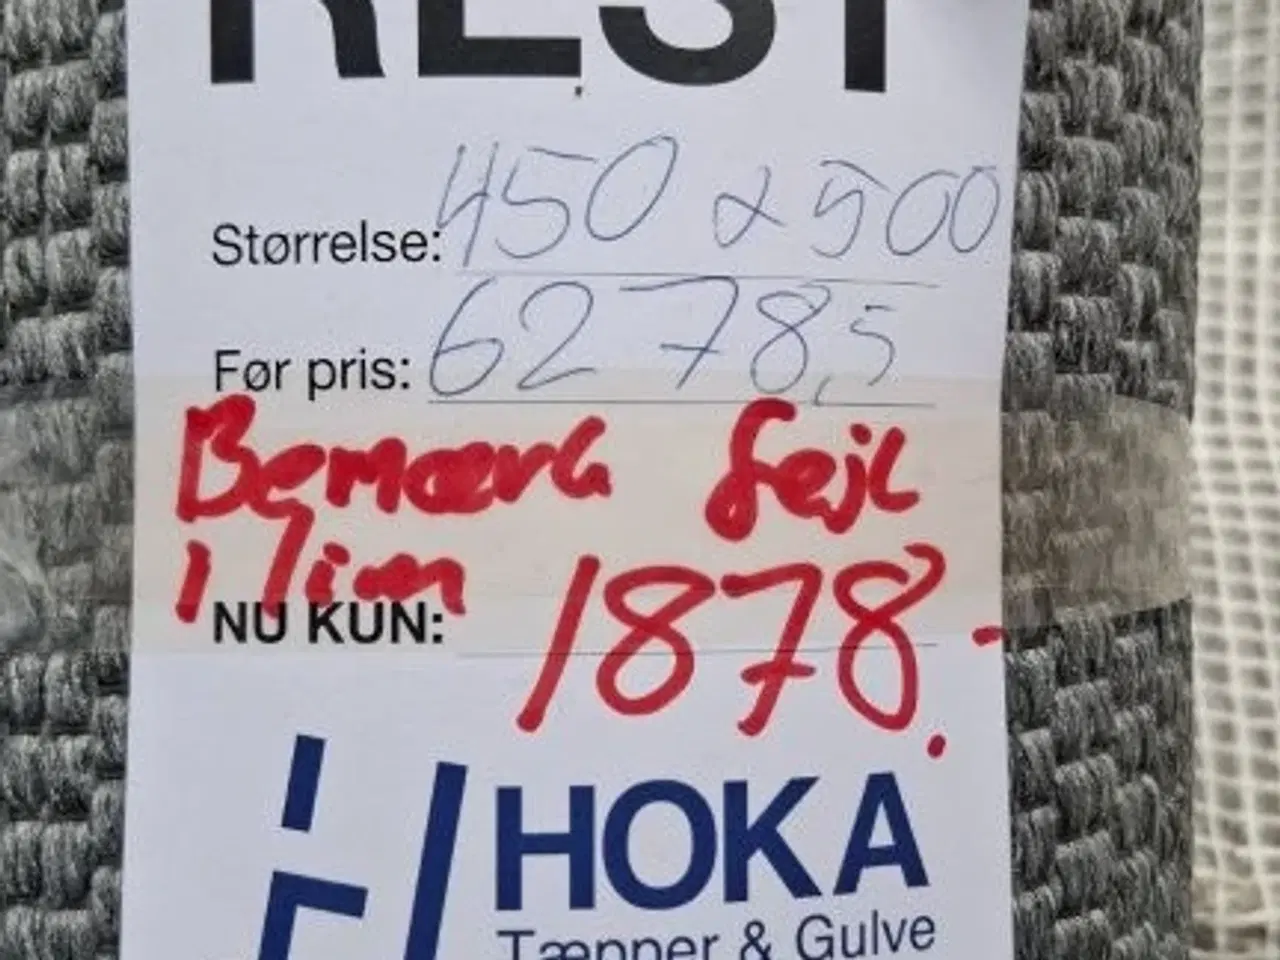 REST
Størrelse: 450 x 500
Før pris: 6278,5
Bemærk fejl
i lim
NU KUN: 1878.-
HOKA
Tæpper & Gulve